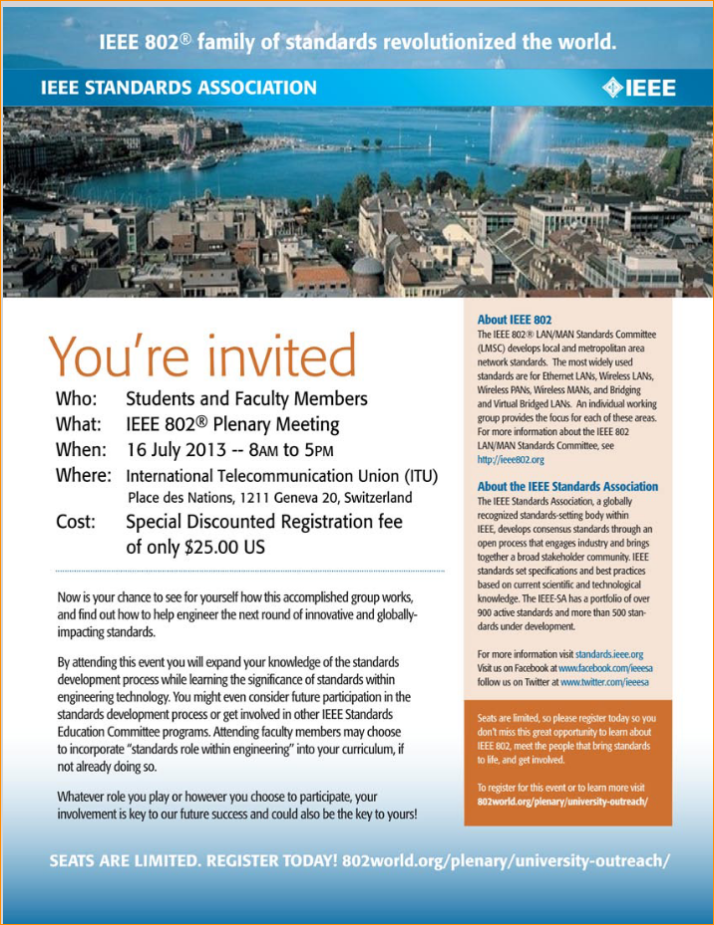 IEEE 802® family of standards revolutionized the world.
IEEE STANDARDS ASSOCIATION
IEEE
You're invited
Who: Students and Faculty Members
What: IEEE 802® Plenary Meeting
When: 16 July 2013 -- 8AM to 5PM
Where: International Telecommunication Union (ITU)
Place des Nations, 1211 Geneva 20, Switzerland
Cost: Special Discounted Registration fee
of only $25.00 US
Now is your chance to see for yourself how this accomplished group works,
and find out how to help engineer the next round of innovative and globally-
impacting standards.
By attending this event you will expand your knowledge of the standards
development process while learning the significance of standards within
engineering technology. You might even consider future participation in the
standards development process or get involved in other IEEE Standards
Education Committee programs. Attending faculty members may choose
to incorporate “standards role within engineering” into your curriculum, if
not already doing so.
Whatever role you play or however you choose to participate, your
involvement is key to our future success and could also be the key to yours!
About IEEE 802
The IEEE 802® LAN/MAN Standards Committee
(LMSC) develops local and metropolitan area
network standards. The most widely used
standards are for Ethernet LANs, Wireless LANs,
Wireless PANs, Wireless MANs, and Bridging
and Virtual Bridged LANs. An individual working
group provides the focus for each of these areas.
For more information about the IEEE 802
LAN/MAN Standards Committee, see
http://ieee802.org
About the IEEE Standards Association
The IEEE Standards Association, a globally
recognized standards-setting body within
IEEE, develops consensus standards through an
open process that engages industry and brings
together a broad stakeholder community. IEEE
standards set specifications and best practices
based on current scientific and technological
knowledge. The IEEE-SA has a portfolio of over
900 active standards and more than 500 stan-
dards under development.
For more information visit standards.ieee.org
Visit us on Facebook at www.facebook.com/ieeesa
follow us on Twitter at www.twitter.com/ieeesa
Seats are limited, so please register today so you
don't miss this great opportunity to learn about
IEEE 802, meet the people that bring standards
to life, and get involved.
To register for this event or to learn more visit
802world.org/plenary/university-outreach/
SEATS ARE LIMITED. REGISTER TODAY! 802world.org/plenary/university-outreach/